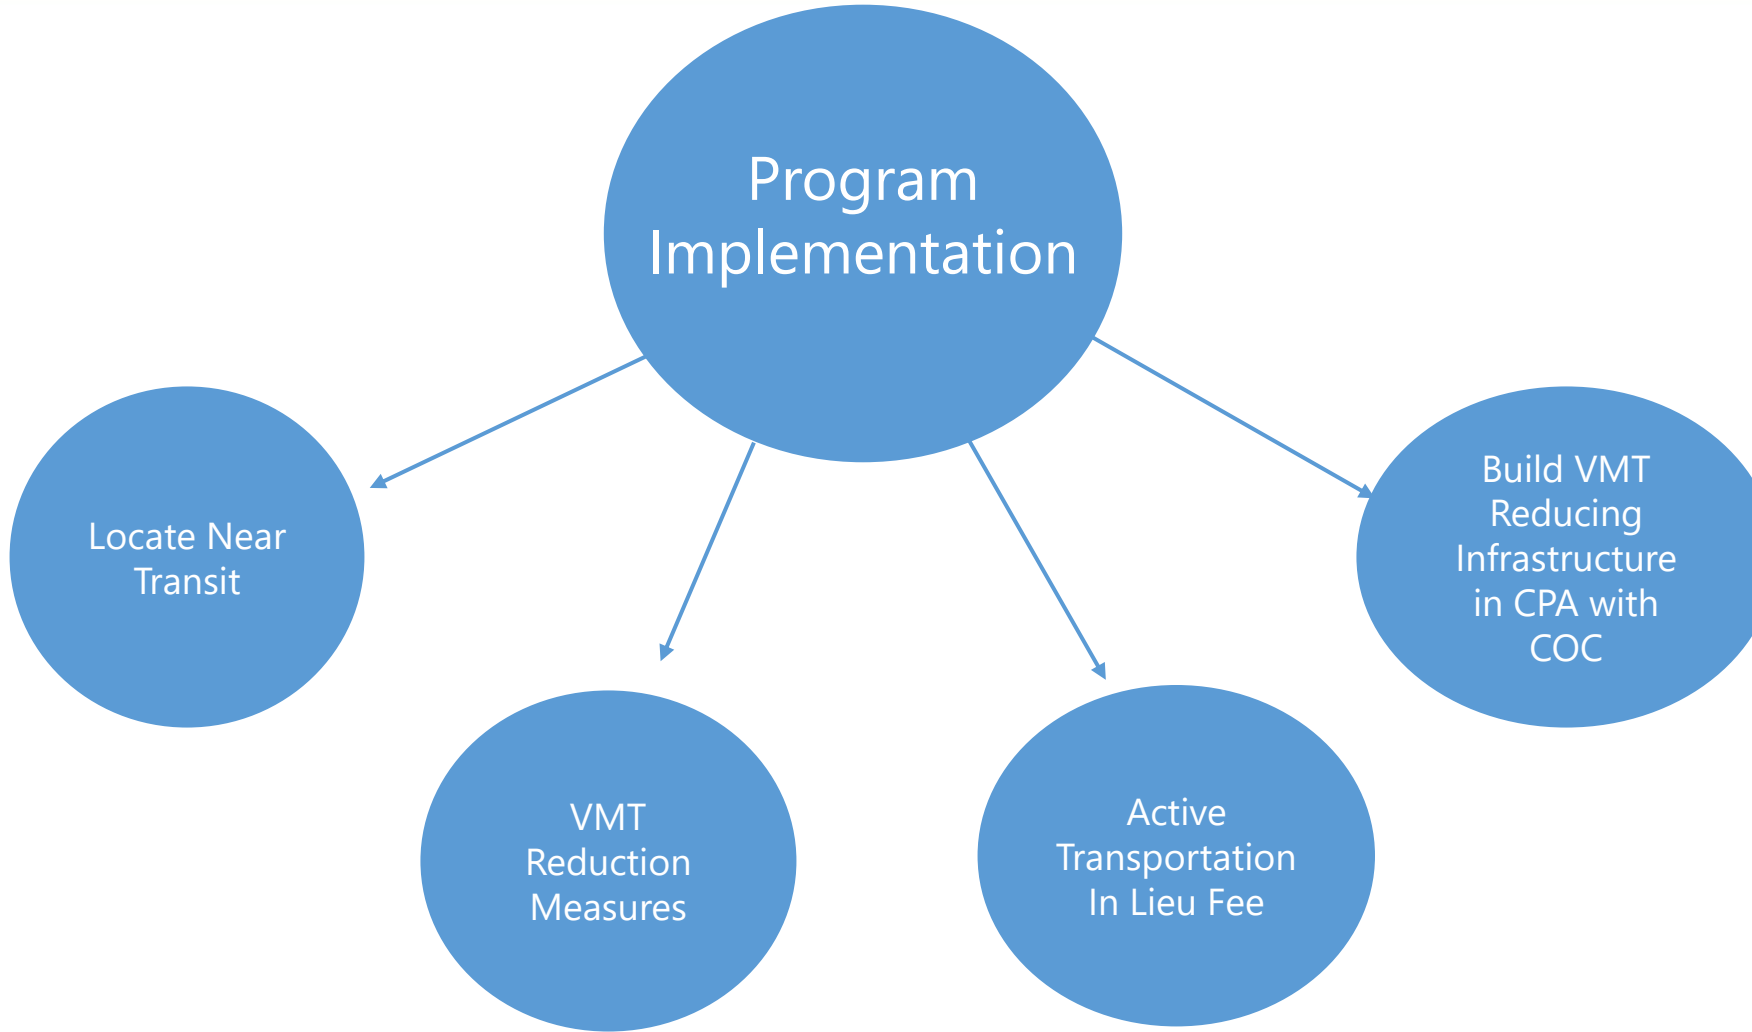 Program
Implementation
Locate Near
Transit
VMT
Reduction
Measures
Active
Transportation
In Lieu Fee
Build VMT
Reducing
Infrastructure
in CPA with
COC